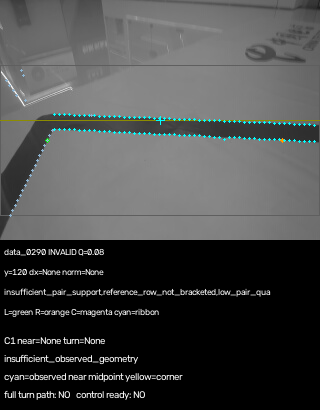 data_0290 INVALID Q=0.08
y=120 dx=None norm=None
insufficient_pair_support,reference_row_not_bracketed,low_pair_qua
L=green R=orange C=magenta cyan=ribbon
C1 near=None turn=None
insufficient_observed_geometry
cyan=observed near midpoint yellow=corner
full turn path: NO control ready: NO